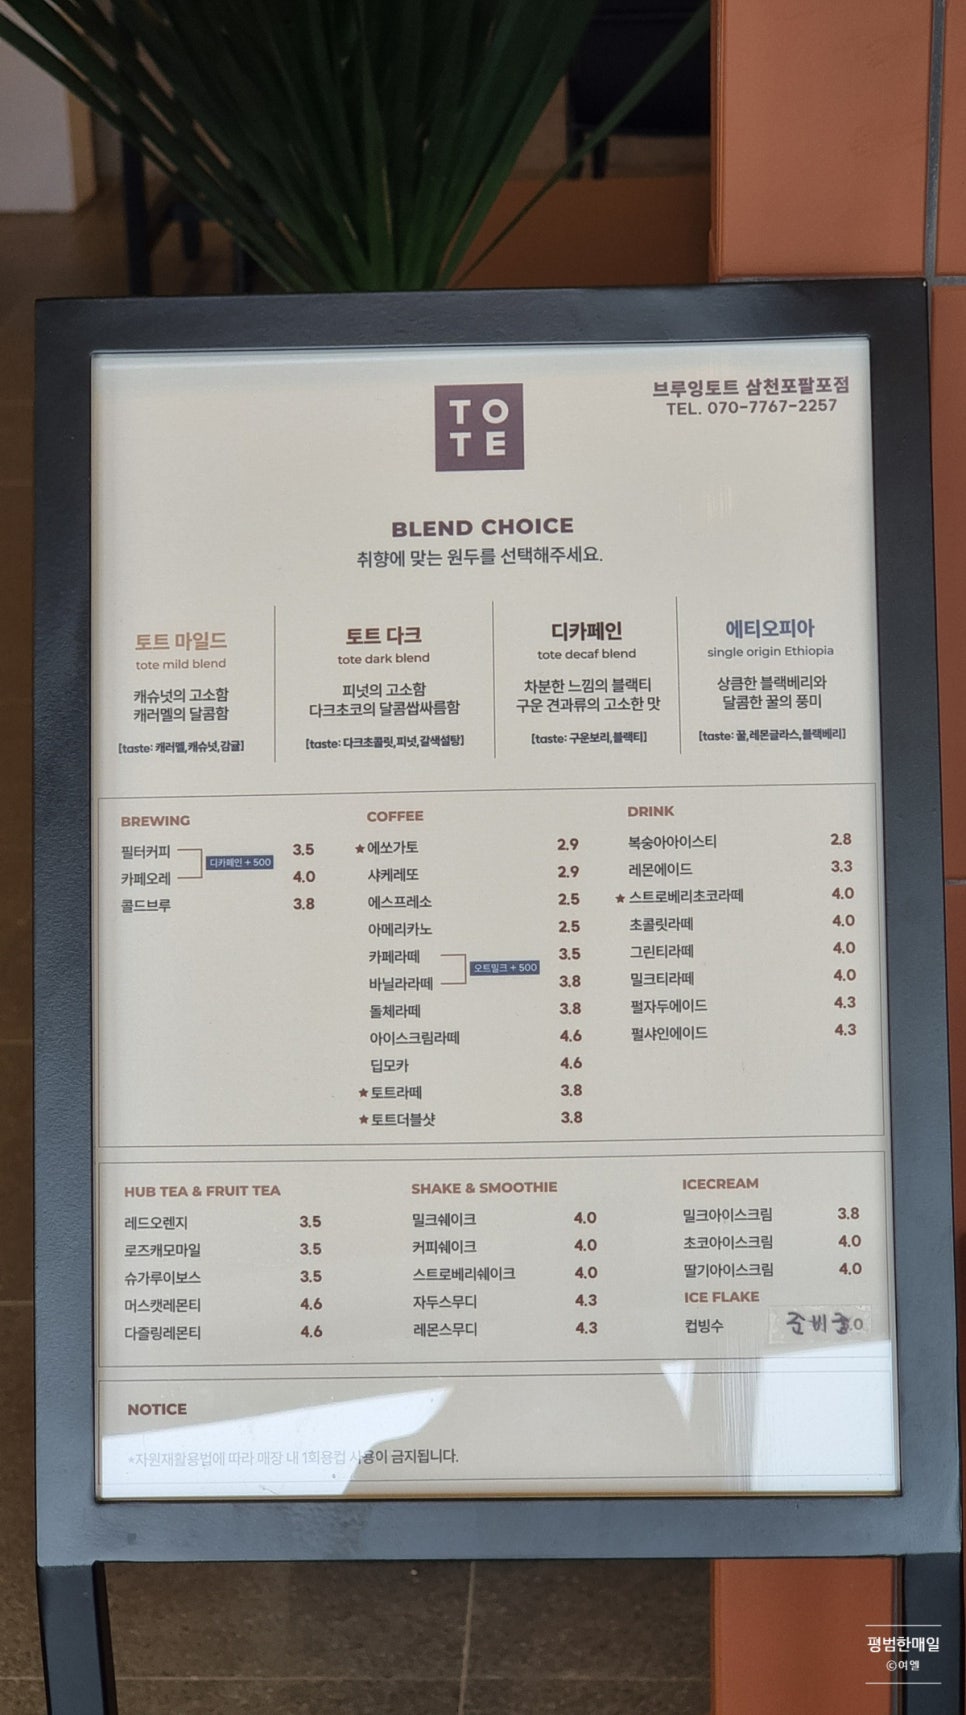 TO
TE
브루잉토트 삼천포팔포점
TEL. 070-7767-2257
BLEND CHOICE
취향에 맞는 원두를 선택해주세요.
토트 마일드
tote mild blend
캐슈넛의 고소함
캐러멜의 달콤함
[taste: 캐러멜,캐슈넛,감귤]
토트 다크
tote dark blend
피넛의 고소함
다크초코의 달콤쌉싸름함
[taste: 다크초콜릿,피넛,갈색설탕]
디카페인
tote decaf blend
차분한 느낌의 블랙티
구운 견과류의 고소한 맛
[taste: 구운보리,블랙티]
에티오피아
single origin Ethiopia
상큼한 블랙베리와
달콤한 꿀의 풍미
[taste: 꿀,레몬글라스,블랙베리]
BREWING
필터커피 3.5
카페오레 4.0
디카페인 + 500
콜드브루 3.8
COFFEE
★ 에쏘가토 2.9
샤케레또 2.9
에스프레소 2.5
아메리카노 2.5
카페라떼 3.5
바닐라라떼 3.8
오트밀크 + 500
돌체라떼 3.8
아이스크림라떼 4.6
딥모카 4.6
★ 토트라떼 3.8
★ 토트더블샷 3.8
DRINK
복숭아아이스티 2.8
레몬에이드 3.3
★ 스트로베리초코라떼 4.0
초콜릿라떼 4.0
그린티라떼 4.0
밀크티라떼 4.0
펄자두에이드 4.3
펄샤인에이드 4.3
HUB TEA & FRUIT TEA
레드오렌지 3.5
로즈캐모마일 3.5
슈가루이보스 3.5
머스캣레몬티 4.6
다즐링레몬티 4.6
SHAKE & SMOOTHIE
밀크쉐이크 4.0
커피쉐이크 4.0
스트로베리쉐이크 4.0
자두스무디 4.3
레몬스무디 4.3
ICECREAM
밀크아이스크림 3.8
초코아이스크림 4.0
딸기아이스크림 4.0
ICE FLAKE
컵빙수 준비중
NOTICE
*자원재활용법에 따라 매장 내 1회용컵 사용이 금지됩니다.
평범한매일
©여엘